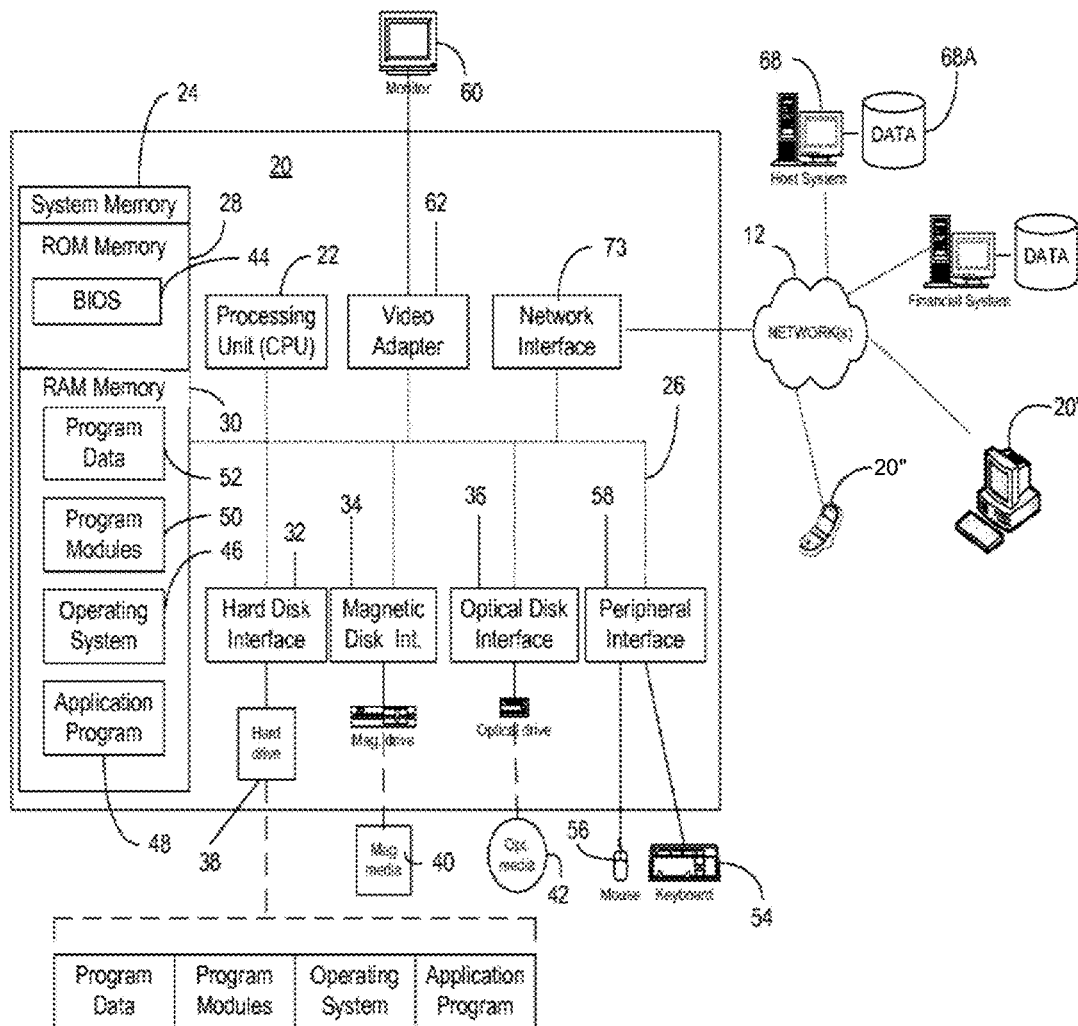 Monitor
60
68
68A
DATA
Host System
24
20
System Memory
28
ROM Memory
44
BIOS
22
62
73
12
Processing
Unit (CPU)
Video
Adapter
Network
Interface
NETWORK(s)
Financial System
DATA
RAM Memory
30
26
Program
Data
52
20'
20"
Program
Modules
50
46
32
34
36
58
Operating
System
Hard Disk
Interface
Magnetic
Disk Int.
Optical Disk
Interface
Peripheral
Interface
Application
Program
48
Hard
drive
38
Mag. drive
Optical drive
Mag
media
40
Opt.
media
42
56
Mouse
Keyboard
54
Program
Data
Program
Modules
Operating
System
Application
Program